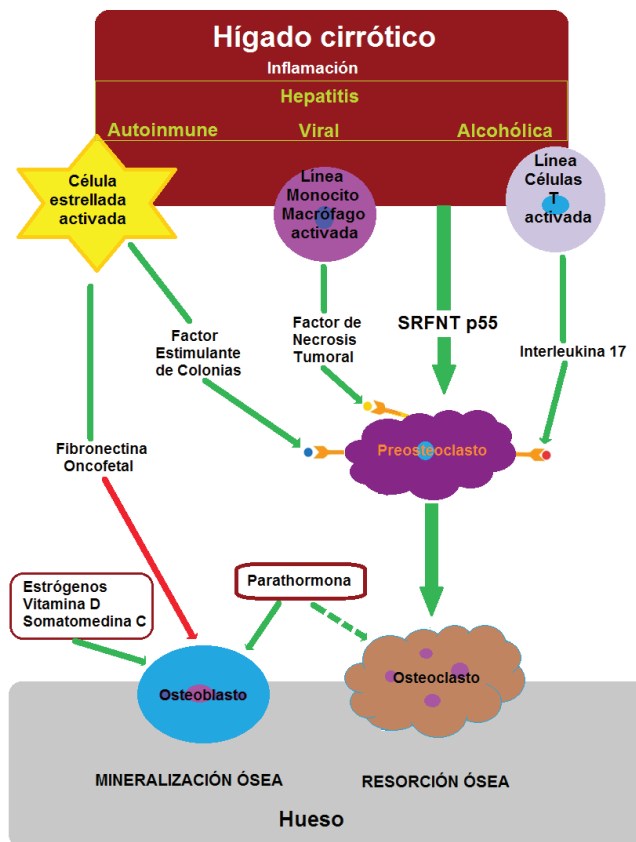 Hígado cirrótico
Inflamación
Hepatitis
Autoinmune Viral Alcohólica
Célula
estrellada
activada
Línea
Monocito
Macrófago
activada
Línea
Células
T
activada
Factor
Estimulante
de Colonias
Factor de
Necrosis
Tumoral
SRFNT p55
Interleukina 17
Fibronectina
Oncofetal
Preosteoclasto
Estrógenos
Vitamina D
Somatomedina C
Parathormona
Osteoblasto
Osteoclasto
MINERALIZACIÓN ÓSEA
RESORCIÓN ÓSEA
Hueso